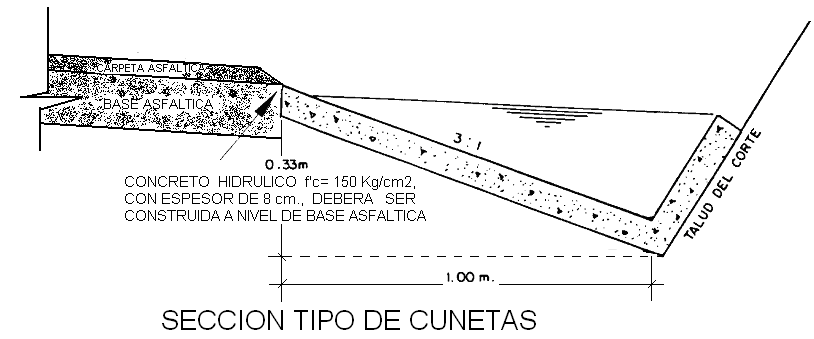 CARPETA ASFALTICA
BASE ASFALTICA
3:1
0.33m
CONCRETO HIDRULICO f'c= 150 Kg/cm2,
CON ESPESOR DE 8 cm., DEBERA SER
CONSTRUIDA A NIVEL DE BASE ASFALTICA
TALUD DEL CORTE
1.00 m.
SECCION TIPO DE CUNETAS